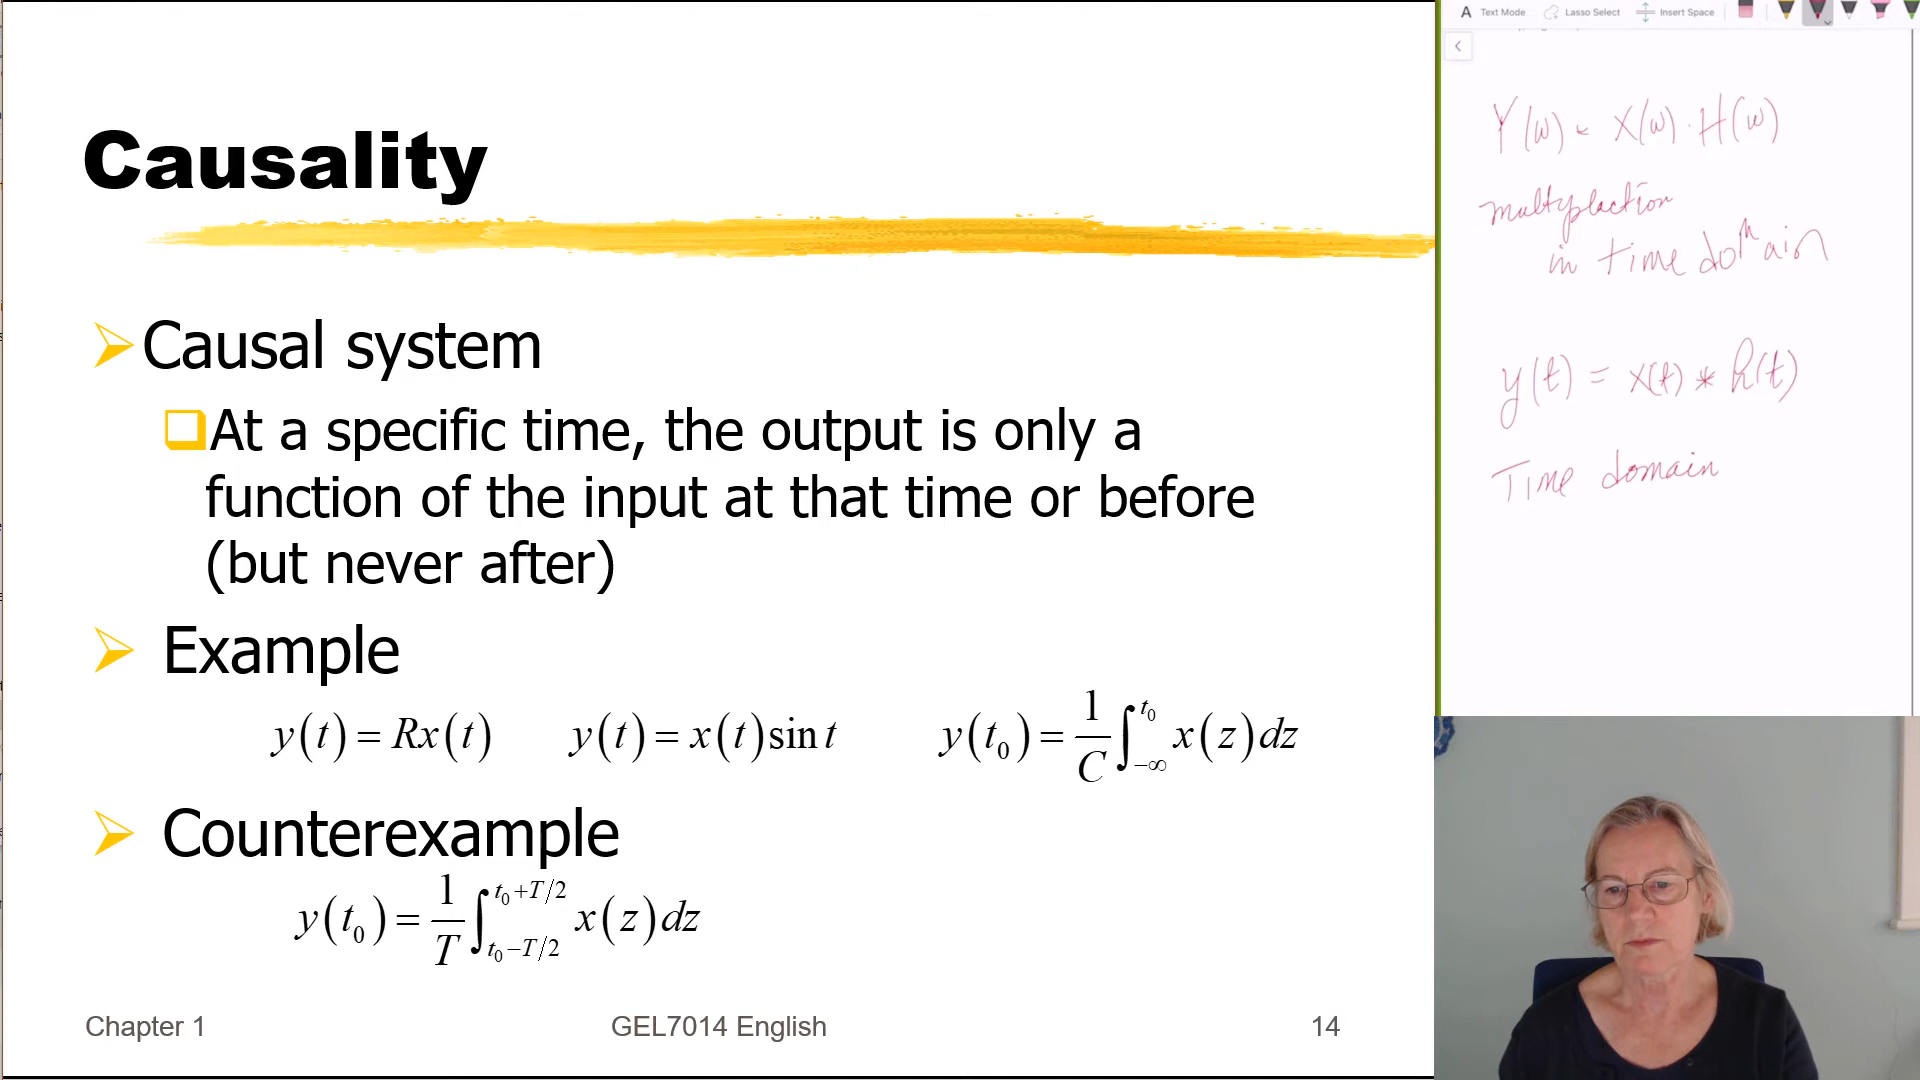 Causality
Causal system
At a specific time, the output is only a
function of the input at that time or before
(but never after)
Example
y(t) = Rx(t) y(t) = x(t) sin t y(t₀) = 1/C ∫_{-∞}^{t₀} x(z) dz
Counterexample
y(t₀) = 1/T ∫_{t₀-T/2}^{t₀+T/2} x(z) dz
Chapter 1 GEL7014 English 14
A Text Mode Lasso Select Insert Space
Y(ω) = X(ω) · H(ω)
multyplaction
in time domain
y(t) = x(t) * h(t)
Time domain